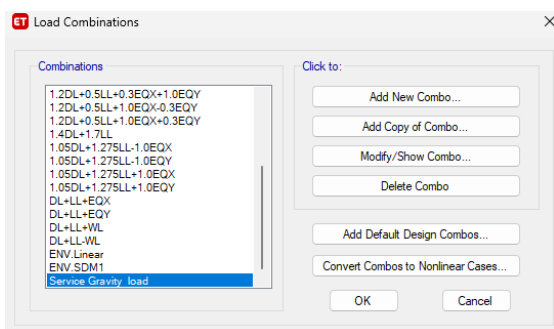 ET Load Combinations
Combinations
1.2DL+0.5LL+0.3EQX+1.0EQY
1.2DL+0.5LL+1.0EQX-0.3EQY
1.2DL+0.5LL+1.0EQX+0.3EQY
1.4DL+1.7LL
1.05DL+1.275LL-1.0EQX
1.05DL+1.275LL-1.0EQY
1.05DL+1.275LL+1.0EQX
1.05DL+1.275LL+1.0EQY
DL+LL+EQX
DL+LL+EQY
DL+LL+WL
DL+LL-WL
ENV.Linear
ENV.SDM1
Service Gravity load
Click to:
Add New Combo...
Add Copy of Combo...
Modify/Show Combo...
Delete Combo
Add Default Design Combos...
Convert Combos to Nonlinear Cases...
OK
Cancel